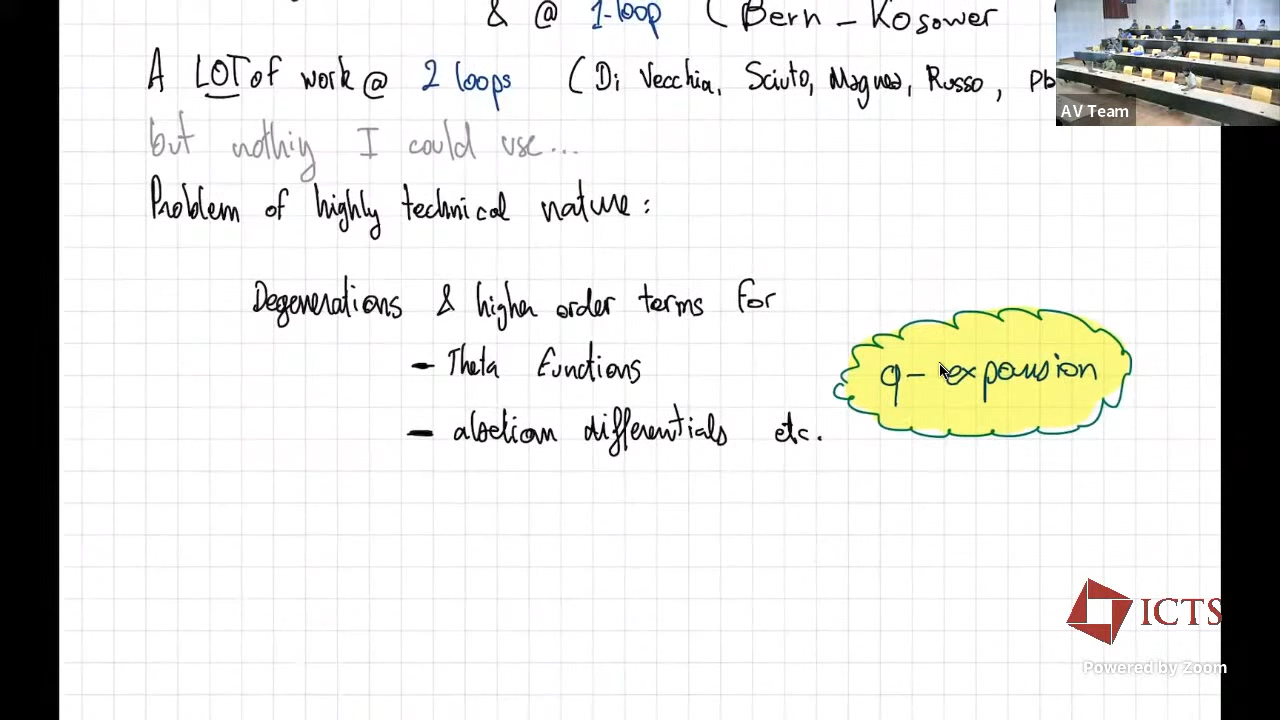 & @ 1-loop ( Bern - Kosower
A LOT of work @ 2 loops ( Di Vecchia, Sciuto, Magnea, Russo, Pb
but nothing I could use...
Problem of highly technical nature :
Degenerations & higher order terms for
- Theta Functions
- abelian differentials etc.
q - expansion
AV Team
ICTS
Powered by Zoom